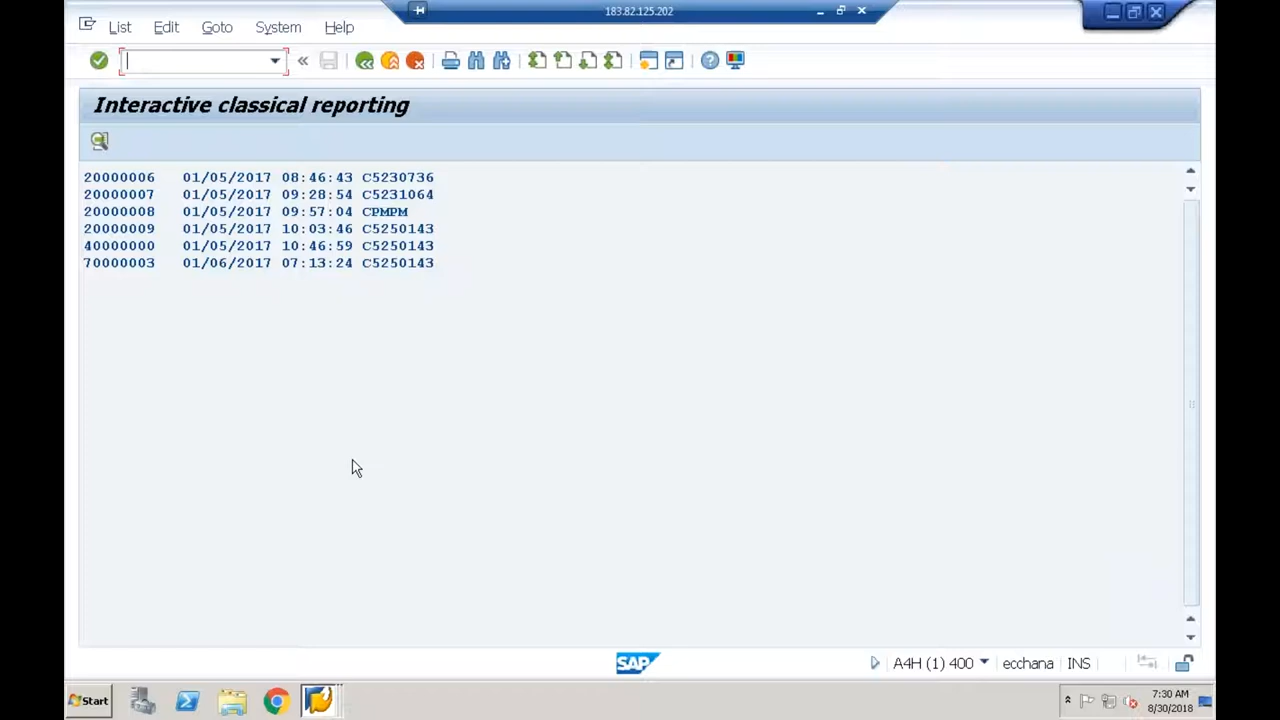 183.82.125.202
List Edit Goto System Help
Interactive classical reporting
20000006 01/05/2017 08:46:43 C5230736
20000007 01/05/2017 09:28:54 C5231064
20000008 01/05/2017 09:57:04 CPMPM
20000009 01/05/2017 10:03:46 C5250143
40000000 01/05/2017 10:46:59 C5250143
70000003 01/06/2017 07:13:24 C5250143
SAP
A4H (1) 400 ecchana INS
Start
7:30 AM
8/30/2018